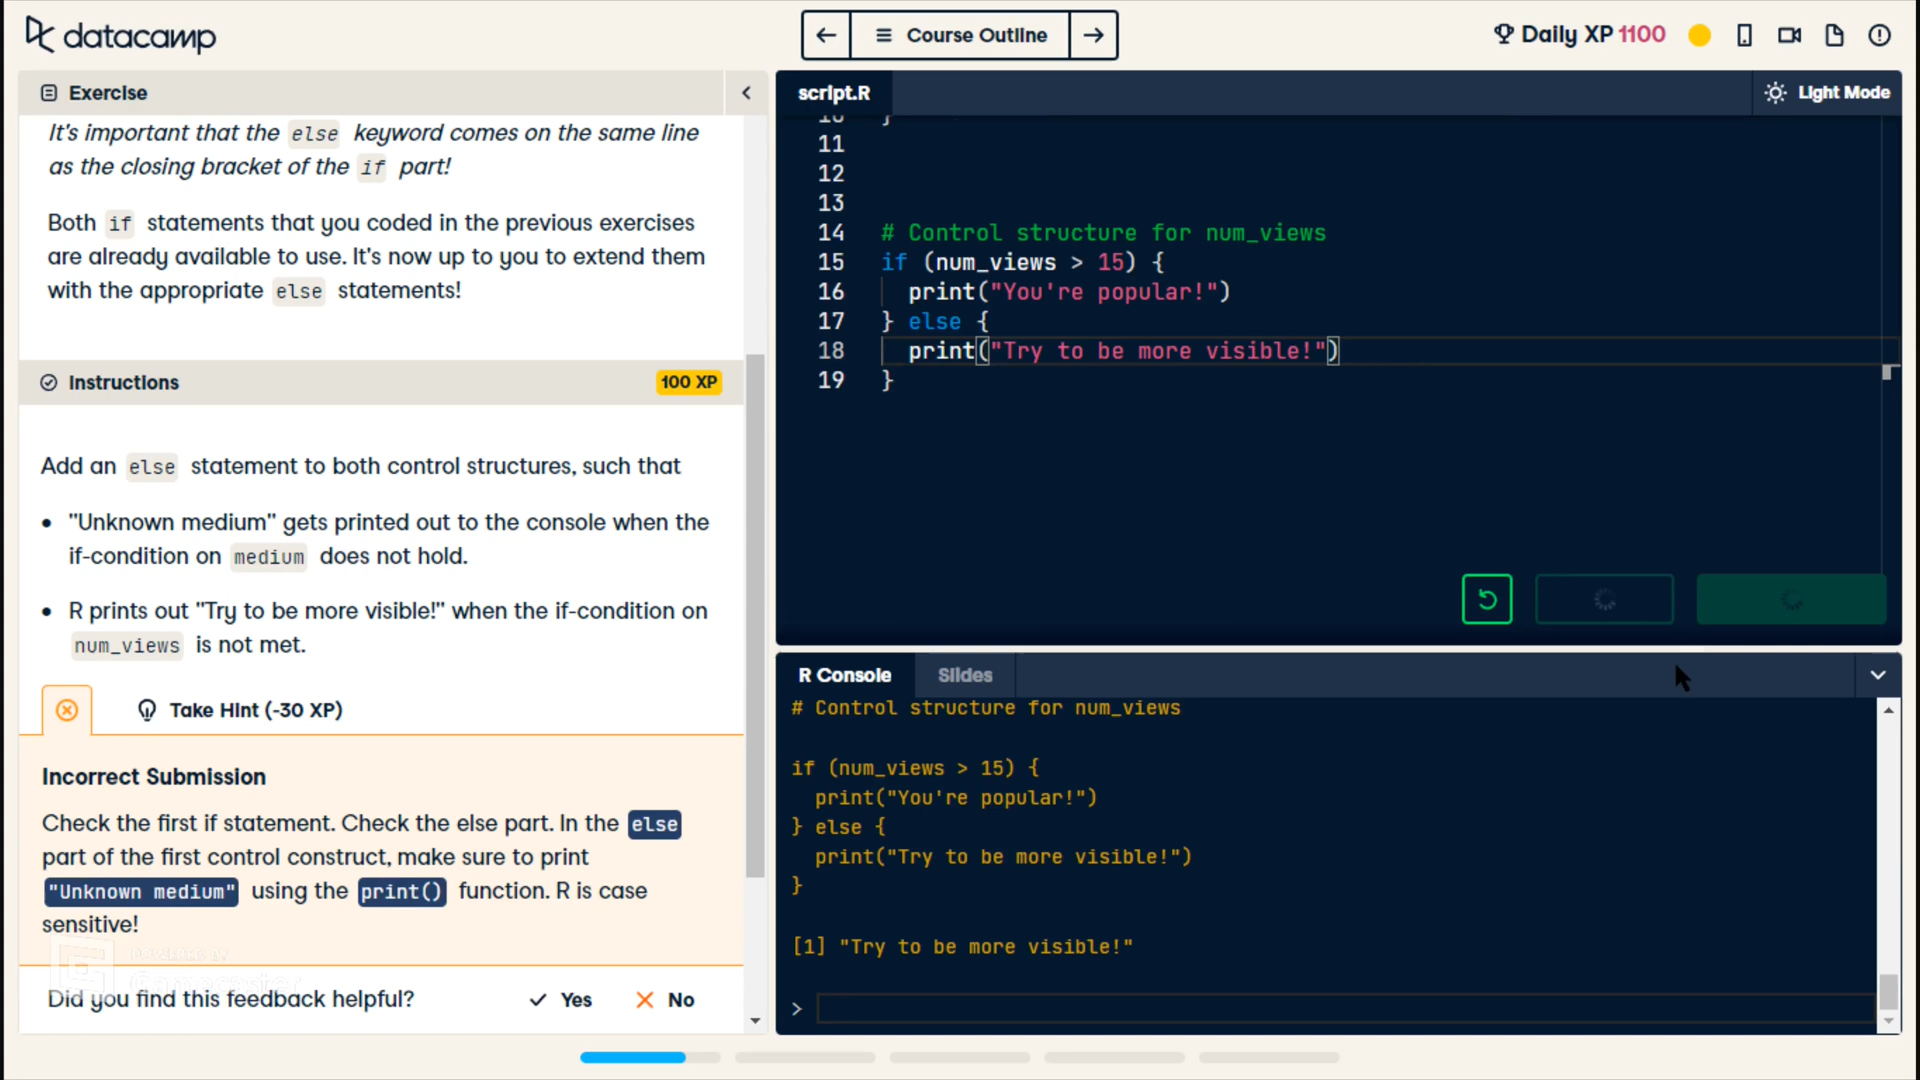 datacamp
Course Outline
Daily XP 1100
Exercise
script.R
Light Mode
It's important that the else keyword comes on the same line
as the closing bracket of the if part!
Both if statements that you coded in the previous exercises
are already available to use. It's now up to you to extend them
with the appropriate else statements!
Instructions
100 XP
Add an else statement to both control structures, such that
• "Unknown medium" gets printed out to the console when the
if-condition on medium does not hold.
• R prints out "Try to be more visible!" when the if-condition on
num_views is not met.
Take Hint (-30 XP)
Incorrect Submission
Check the first if statement. Check the else part. In the else
part of the first control construct, make sure to print
"Unknown medium" using the print() function. R is case
sensitive!
POWERED BY
Gamecaster
Did you find this feedback helpful?
Yes
No
10 }
11
12
13
14 # Control structure for num_views
15 if (num_views > 15) {
16 print("You're popular!")
17 } else {
18 print("Try to be more visible!")
19 }
R Console
Slides
# Control structure for num_views
if (num_views > 15) {
print("You're popular!")
} else {
print("Try to be more visible!")
}
[1] "Try to be more visible!"
>